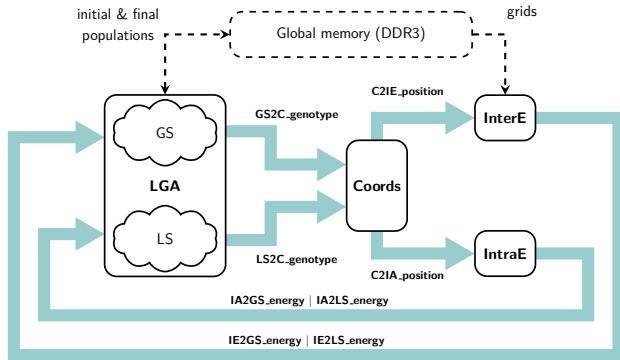 initial & final
populations
Global memory (DDR3)
grids
GS2C_genotype
C2IE_position
GS
InterE
LGA
Coords
LS
IntraE
LS2C_genotype
C2IA_position
IA2GS_energy | IA2LS_energy
IE2GS_energy | IE2LS_energy